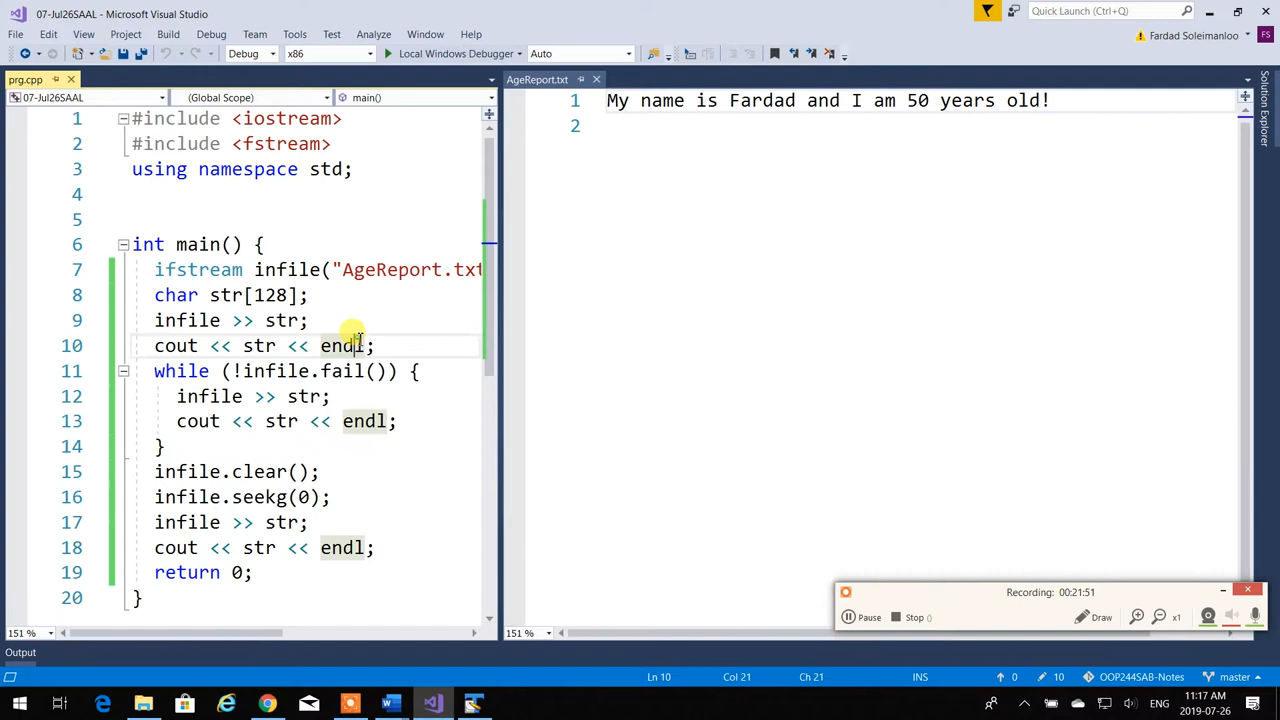 07-Jul26SAAL - Microsoft Visual Studio
Quick Launch (Ctrl+Q)
File Edit View Project Build Debug Team Tools Test Analyze Window Help
Fardad Soleimanloo FS
Debug x86 Local Windows Debugger Auto
prg.cpp
07-Jul26SAAL (Global Scope) main()
1 #include <iostream>
2 #include <fstream>
3 using namespace std;
4
5
6 int main() {
7 ifstream infile("AgeReport.txt
8 char str[128];
9 infile >> str;
10 cout << str << endl;
11 while (!infile.fail()) {
12 infile >> str;
13 cout << str << endl;
14 }
15 infile.clear();
16 infile.seekg(0);
17 infile >> str;
18 cout << str << endl;
19 return 0;
20 }
151 %
AgeReport.txt
1 My name is Fardad and I am 50 years old!
2
151 %
Solution Explorer
Recording: 00:21:51
Pause Stop () Draw x1
Output
Ln 10 Col 21 Ch 21 INS 0 10 OOP244SAB-Notes master
ENG
11:17 AM
2019-07-26